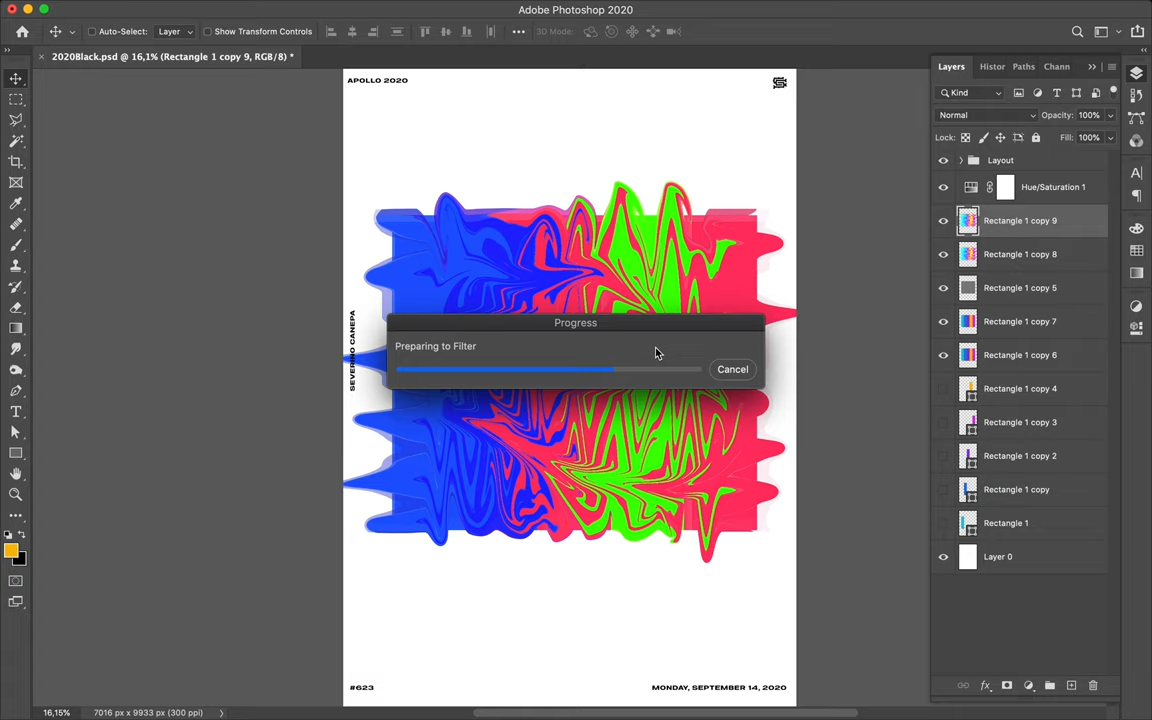 Adobe Photoshop 2020
Auto-Select: Layer Show Transform Controls 3D Mode:
2020Black.psd @ 16,1% (Rectangle 1 copy 9, RGB/8) *
Layers Histor Paths Chann
Kind
Normal Opacity: 100%
Lock: Fill: 100%
Layout
Hue/Saturation 1
Rectangle 1 copy 9
Rectangle 1 copy 8
Rectangle 1 copy 5
Rectangle 1 copy 7
Rectangle 1 copy 6
Rectangle 1 copy 4
Rectangle 1 copy 3
Rectangle 1 copy 2
Rectangle 1 copy
Rectangle 1
Layer 0
APOLLO 2020
SEVERINO CANEPA
Progress
Preparing to Filter
Cancel
#623
MONDAY, SEPTEMBER 14, 2020
16,15% 7016 px x 9933 px (300 ppi)